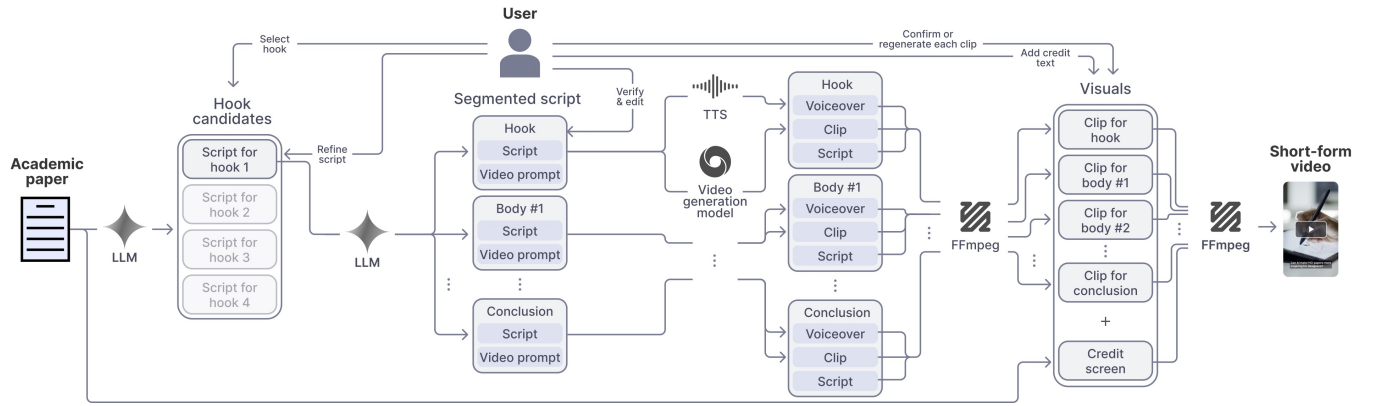 User
Select
hook
Confirm or
regenerate each clip
Add credit
text
Hook
candidates
Segmented script
Verify
& edit
TTS
Visuals
Academic
paper
LLM
Script for
hook 1
Script for
hook 2
Script for
hook 3
Script for
hook 4
Refine
script
LLM
Hook
Script
Video prompt
Body #1
Script
Video prompt
Conclusion
Script
Video prompt
Video
generation
model
Hook
Voiceover
Clip
Script
Body #1
Voiceover
Clip
Script
Conclusion
Voiceover
Clip
Script
FFmpeg
Clip for
hook
Clip for
body #1
Clip for
body #2
Clip for
conclusion
+
Credit
screen
FFmpeg
Short-form
video